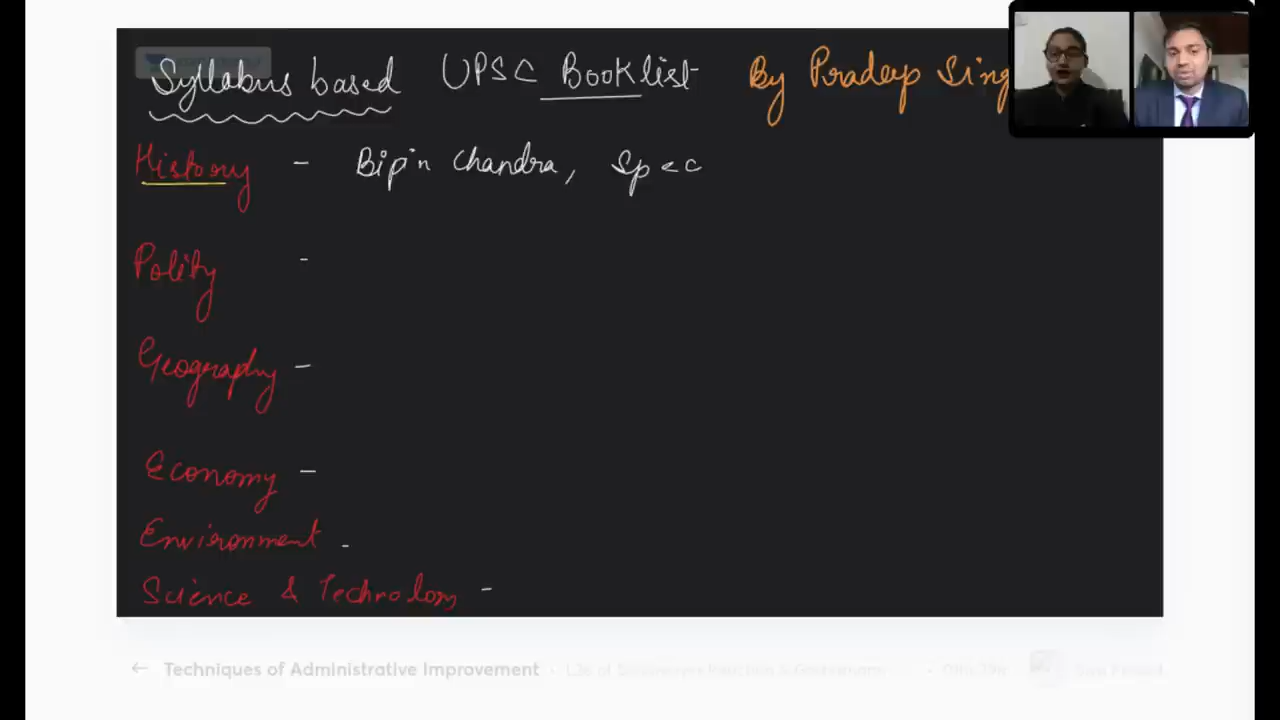 Syllabus based UPSC Booklist By Pradeep Sing
History - Bipin Chandra, Spec
Polity -
Geography -
Economy -
Environment -
Science & Technology -
← Techniques of Administrative Improvement